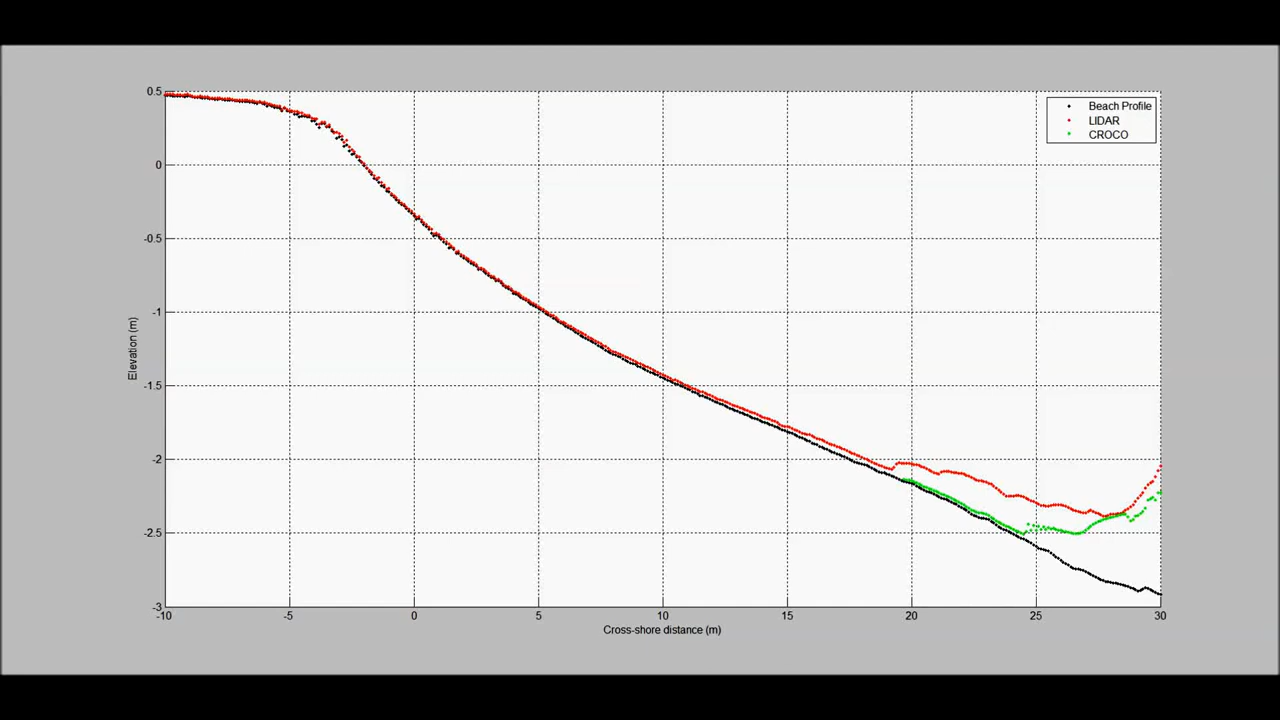 0.5
Beach Profile
LIDAR
CROCO
0
-0.5
-1
-1.5
-2
-2.5
-3
Elevation (m)
-10 -5 0 5 10 15 20 25 30
Cross-shore distance (m)